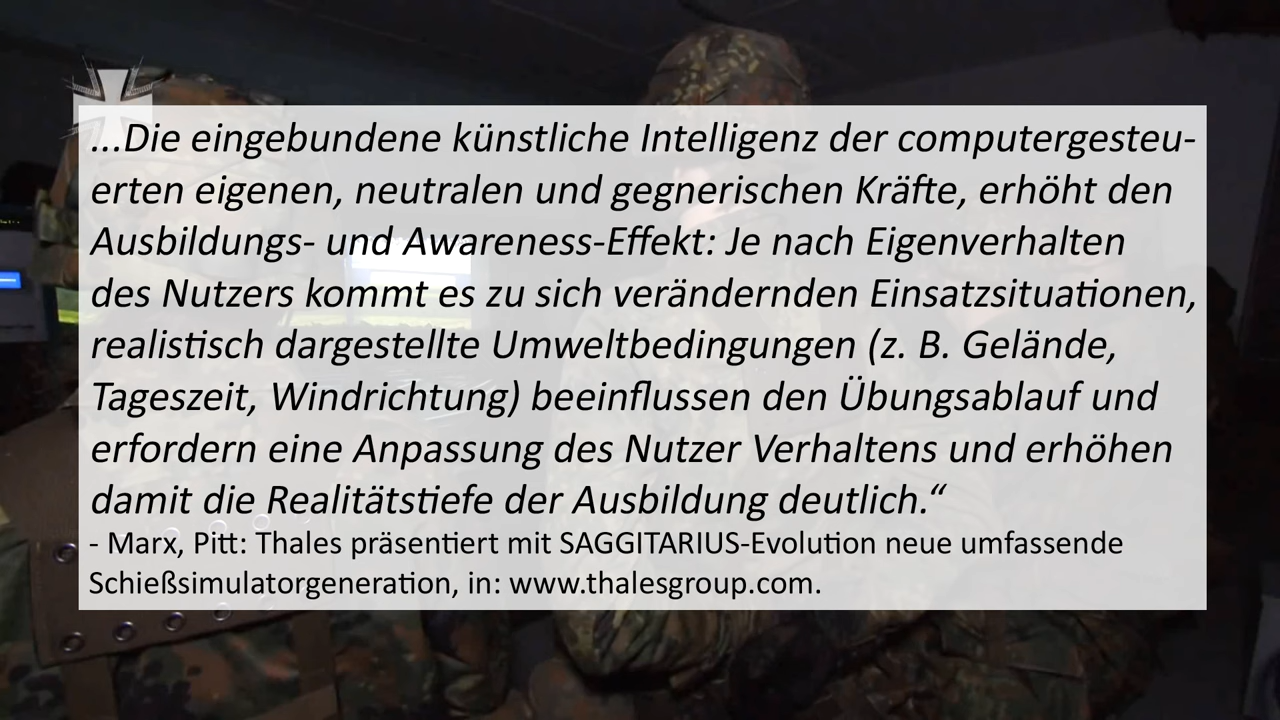 ...Die eingebundene künstliche Intelligenz der computergesteu-
erten eigenen, neutralen und gegnerischen Kräfte, erhöht den
Ausbildungs- und Awareness-Effekt: Je nach Eigenverhalten
des Nutzers kommt es zu sich verändernden Einsatzsituationen,
realistisch dargestellte Umweltbedingungen (z. B. Gelände,
Tageszeit, Windrichtung) beeinflussen den Übungsablauf und
erfordern eine Anpassung des Nutzer Verhaltens und erhöhen
damit die Realitätstiefe der Ausbildung deutlich.“
- Marx, Pitt: Thales präsentiert mit SAGGITARIUS-Evolution neue umfassende
Schießsimulatorgeneration, in: www.thalesgroup.com.